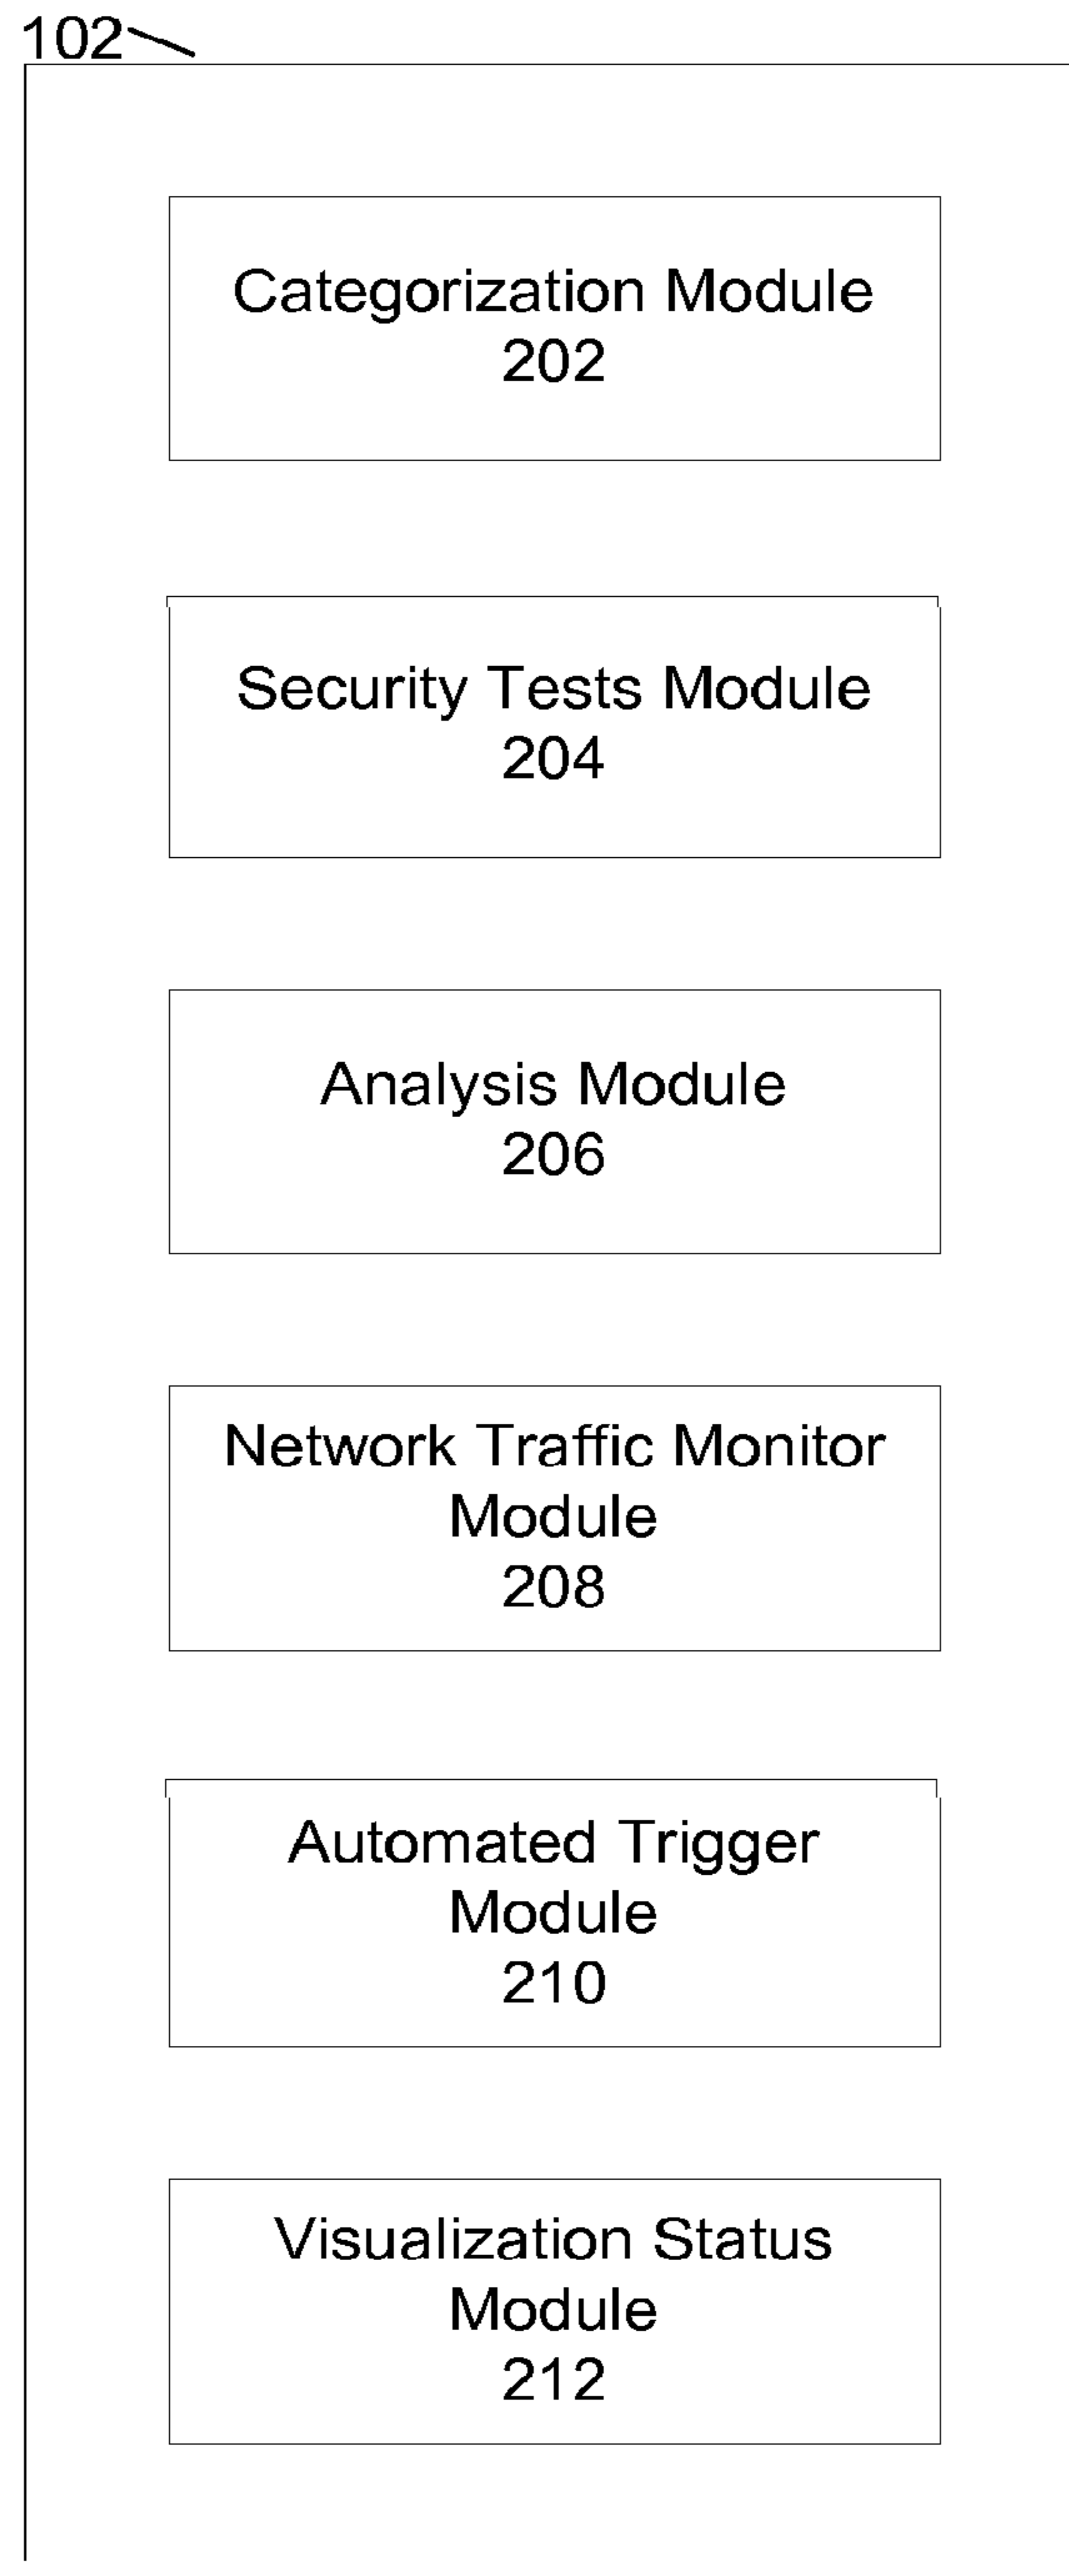 102
Categorization Module
202
Security Tests Module
204
Analysis Module
206
Network Traffic Monitor
Module
208
Automated Trigger
Module
210
Visualization Status
Module
212